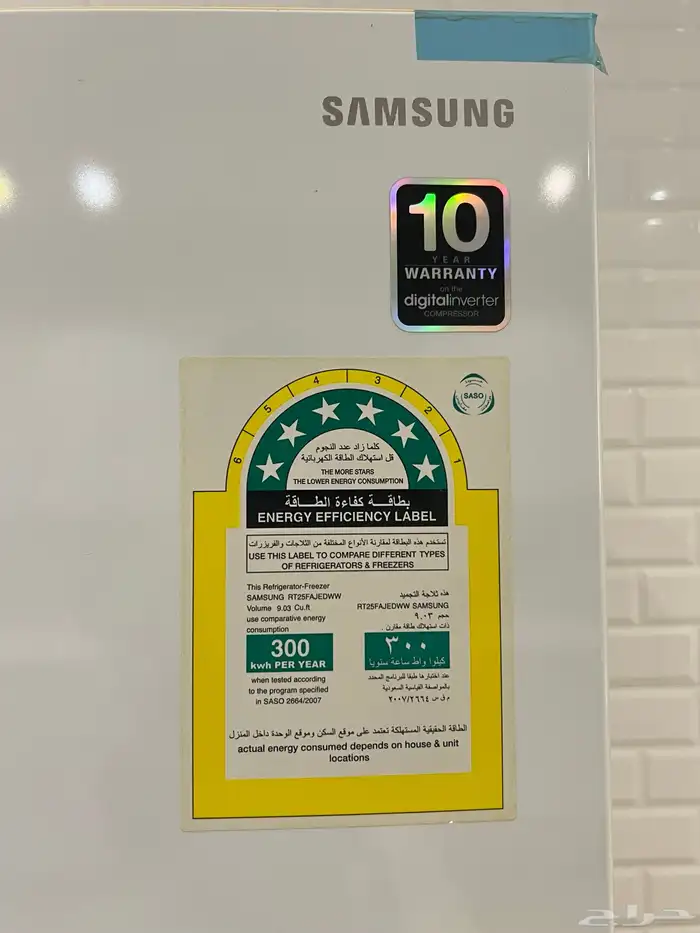 SAMSUNG
10
YEAR
WARRANTY
on the
digitalinverter
COMPRESSOR
SASO
1
2
3
4
5
6
كلما زاد عدد النجوم
قل استهلاك الطاقة الكهربائية
THE MORE STARS
THE LOWER ENERGY CONSUMPTION
بطاقة كفاءة الطاقة
ENERGY EFFICIENCY LABEL
تستخدم هذه البطاقة لمقارنة الأنواع المختلفة من الثلاجات والفريزرات
USE THIS LABEL TO COMPARE DIFFERENT TYPES
OF REFRIGERATORS & FREEZERS
This Refrigerator-Freezer
SAMSUNG RT25FAJEDWW
Volume 9.03 Cu.ft
use comparative energy
consumption
300
kwh PER YEAR
when tested according
to the program specified
in SASO 2664/2007
هذه ثلاجة التجميد
RT25FAJEDWW SAMSUNG
حجم ٩.٠٣
ذات استهلاك طاقة مقارن .
٣٠٠
كيلوا واط ساعة سنويا
عند اختبارها طبقا للبرنامج المحدد
بالمواصفة القياسية السعودية
م ق س ٢٠٠٧/٢٦٦٤
الطاقة الحقيقية المستهلكة تعتمد على موقع السكن وموقع الوحدة داخل المنزل
actual energy consumed depends on house & unit
locations
حراج